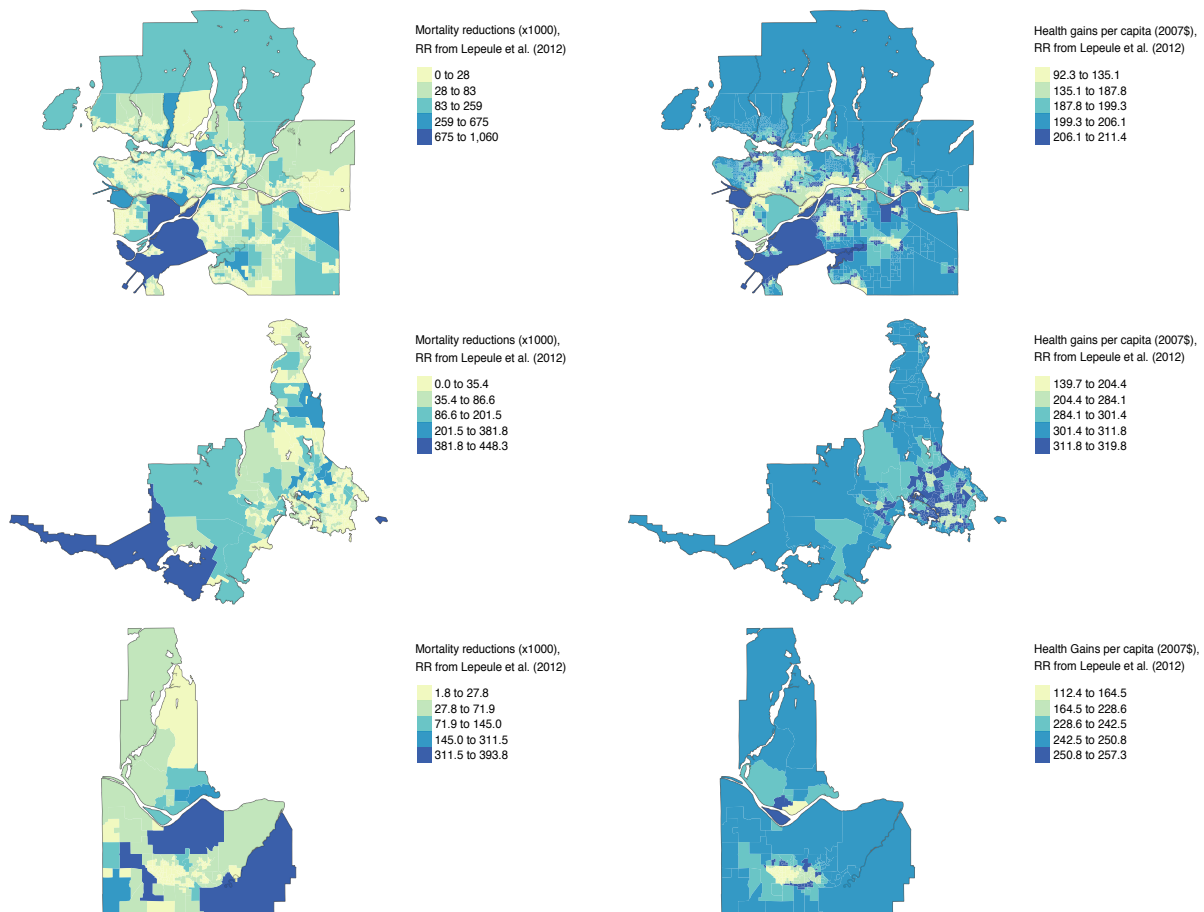 Mortality reductions (x1000),
RR from Lepeule et al. (2012)
0 to 28
28 to 83
83 to 259
259 to 675
675 to 1,060
Health gains per capita (2007$),
RR from Lepeule et al. (2012)
92.3 to 135.1
135.1 to 187.8
187.8 to 199.3
199.3 to 206.1
206.1 to 211.4
Mortality reductions (x1000),
RR from Lepeule et al. (2012)
0.0 to 35.4
35.4 to 86.6
86.6 to 201.5
201.5 to 381.8
381.8 to 448.3
Health gains per capita (2007$),
RR from Lepeule et al. (2012)
139.7 to 204.4
204.4 to 284.1
284.1 to 301.4
301.4 to 311.8
311.8 to 319.8
Mortality reductions (x1000),
RR from Lepeule et al. (2012)
1.8 to 27.8
27.8 to 71.9
71.9 to 145.0
145.0 to 311.5
311.5 to 393.8
Health Gains per capita (2007$),
RR from Lepeule et al. (2012)
112.4 to 164.5
164.5 to 228.6
228.6 to 242.5
242.5 to 250.8
250.8 to 257.3